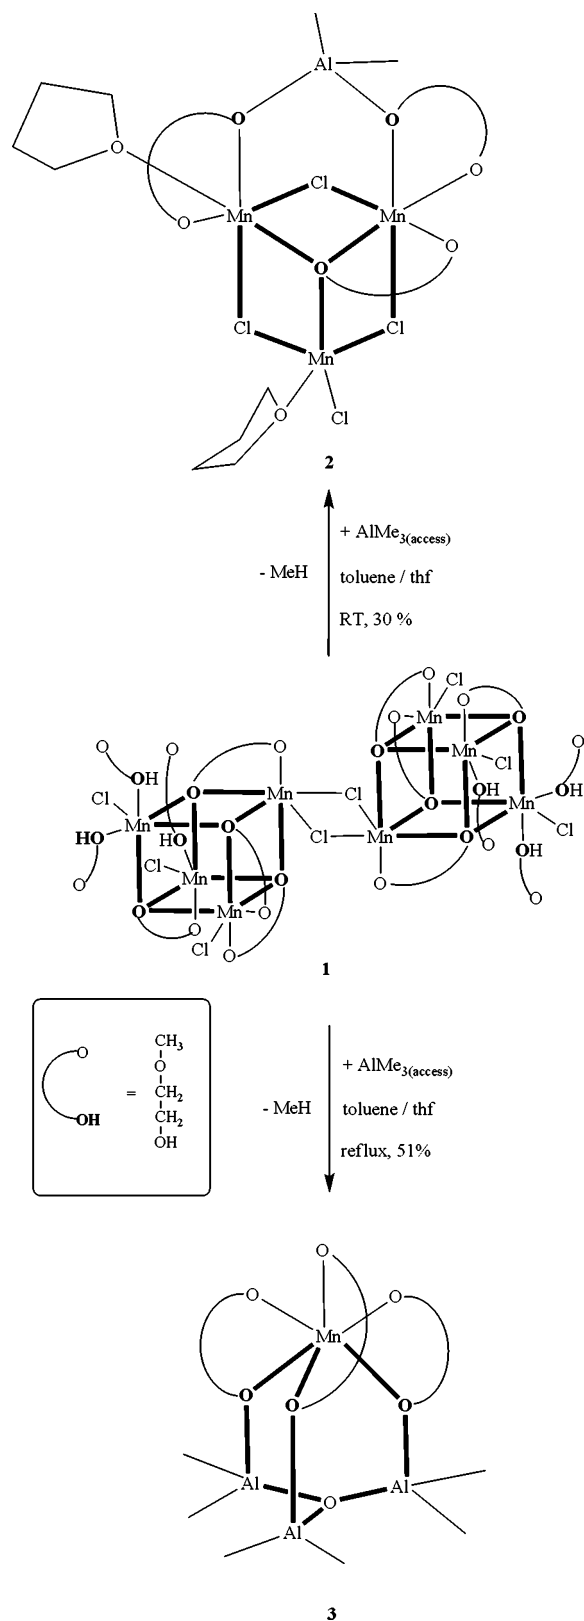 Al
O O
O O O
Cl
Mn Mn
O
O
Cl Cl
Mn
O
Cl
2
+ AlMe3(access)
- MeH
toluene / thf
RT, 30 %
O Cl
O
O Mn O
O O O
O Mn
OH Cl
Cl O Mn Cl OH OH
Mn O Mn
HO O HO Cl Mn O Cl
O Cl Mn O O OH
O Mn O O
O O
Cl O
1
CH3
+ AlMe3(access)
O O
CH2
- MeH
toluene / thf
=
CH2
OH
OH
reflux, 51%
O
O O
Mn
O O O
Al Al
O
Al
3